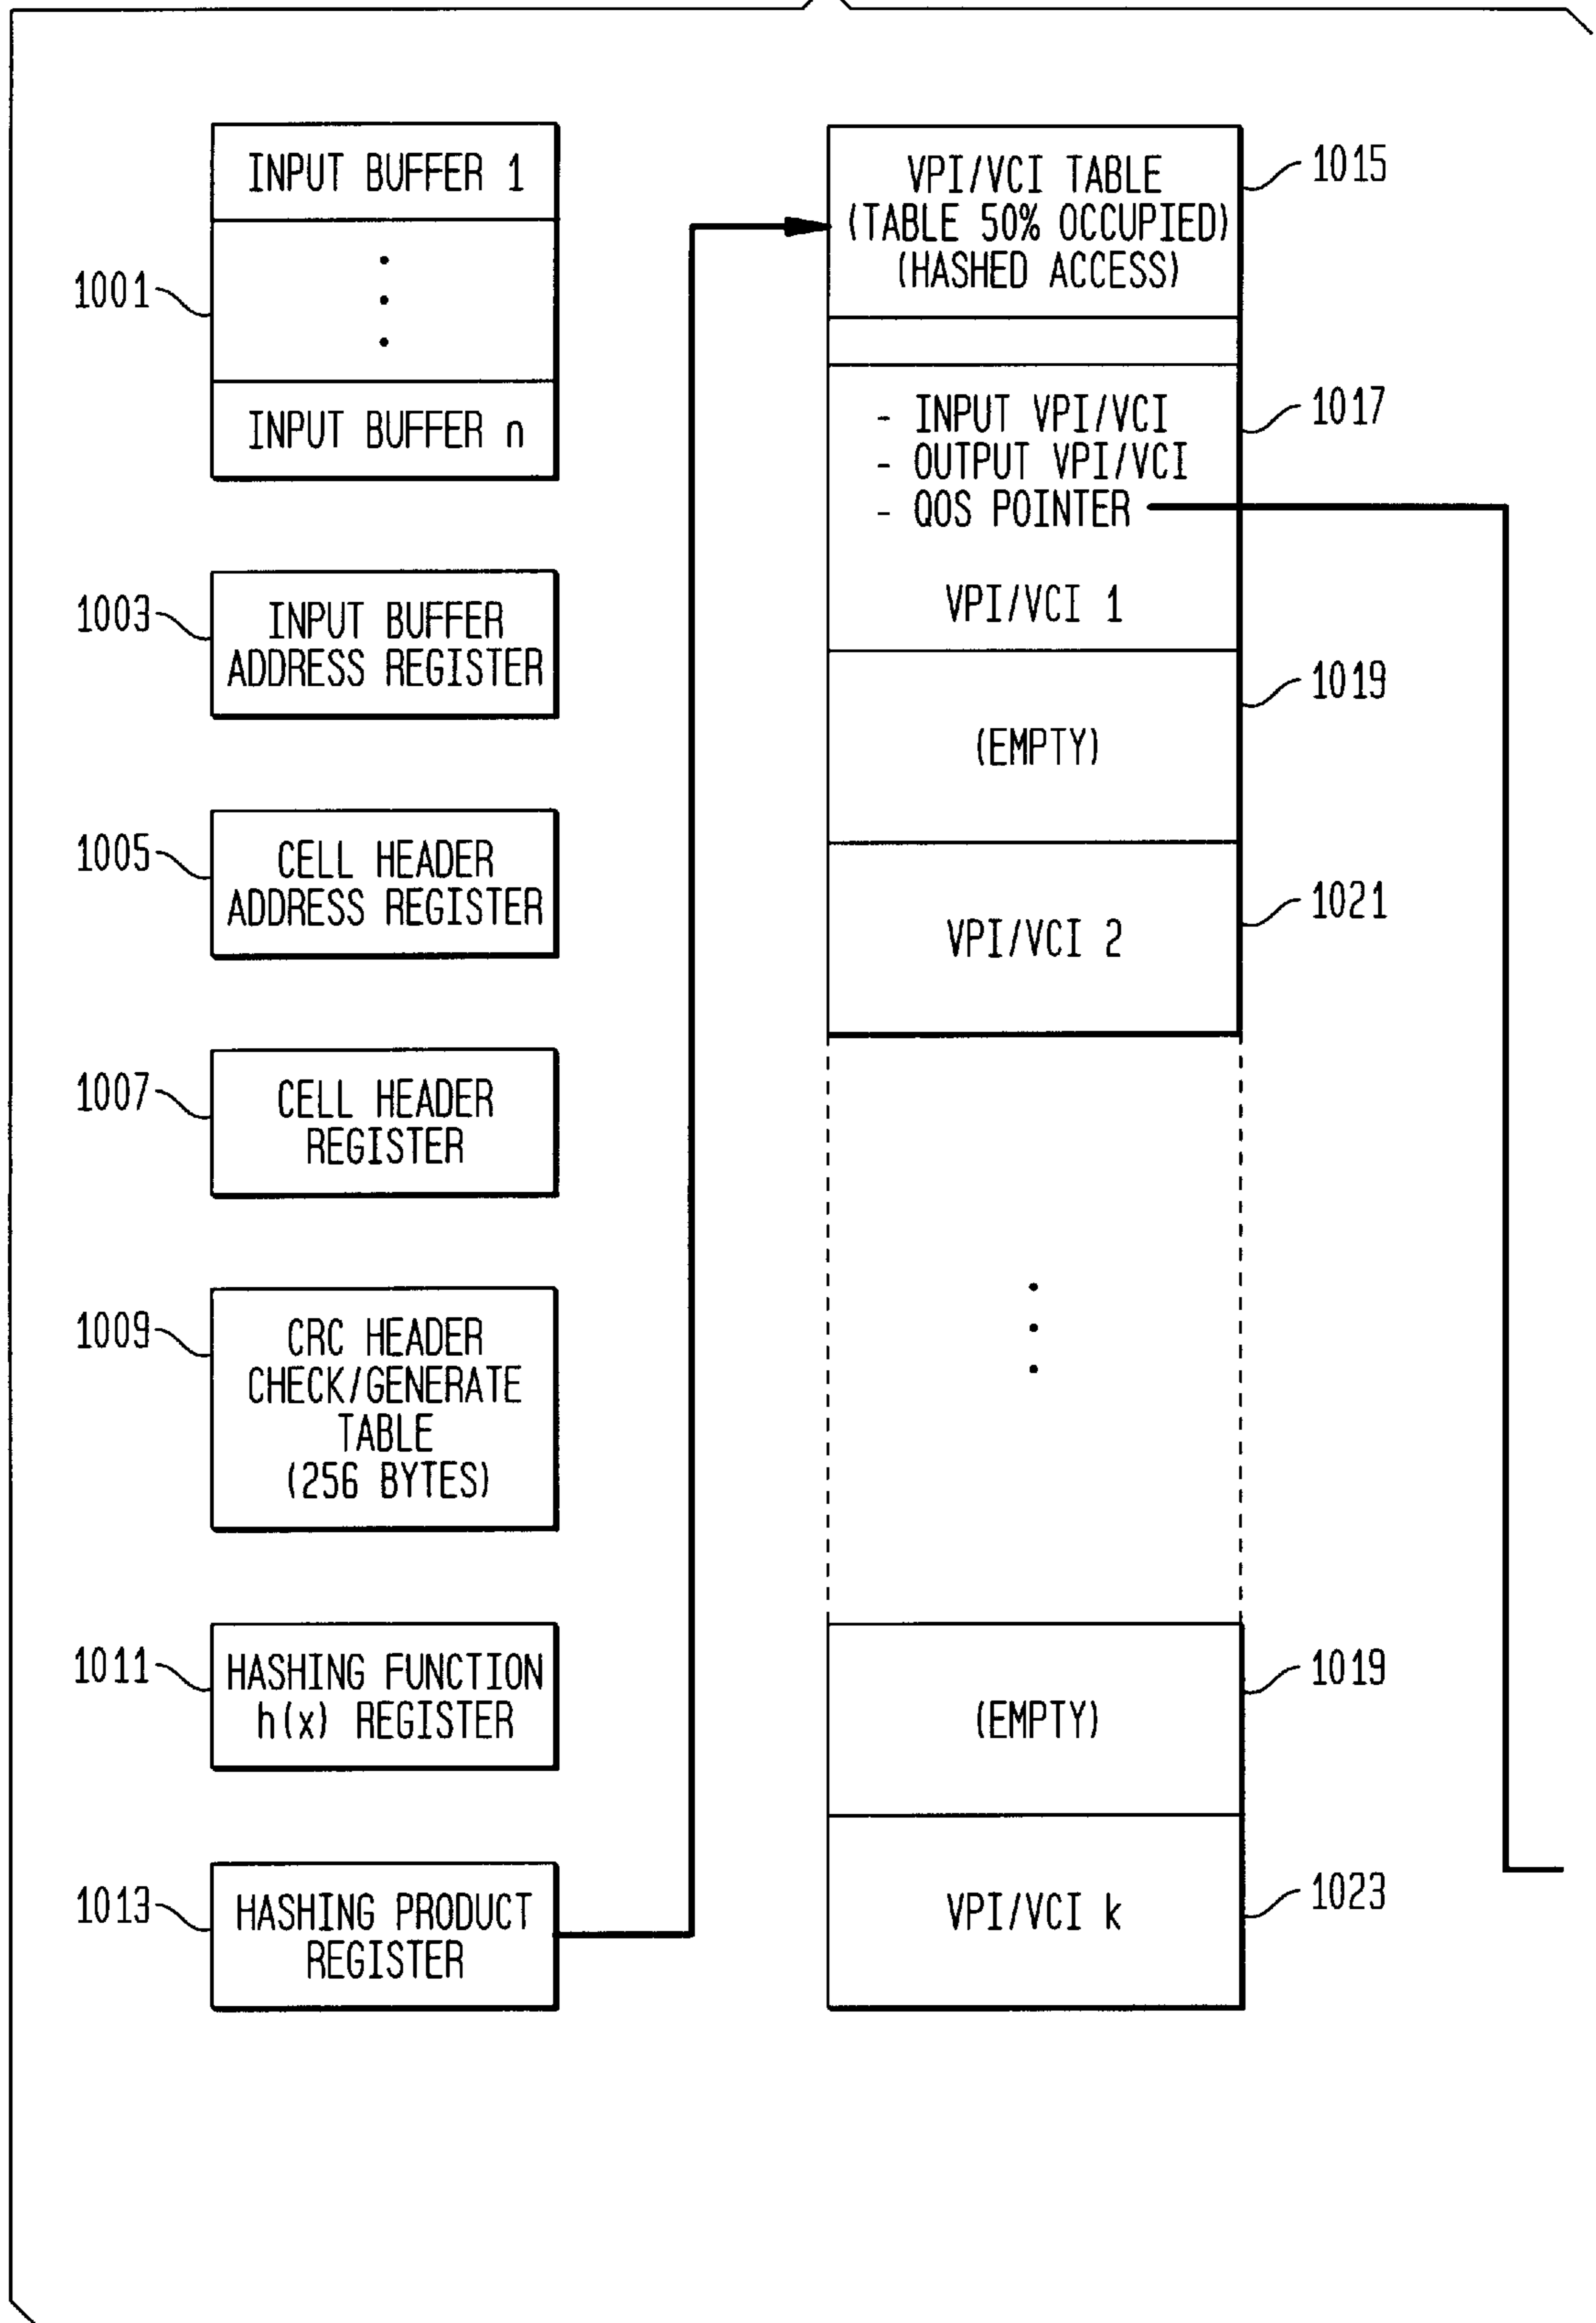 INPUT BUFFER 1
1001
INPUT BUFFER n
1003
INPUT BUFFER
ADDRESS REGISTER
1005
CELL HEADER
ADDRESS REGISTER
1007
CELL HEADER
REGISTER
1009
CRC HEADER
CHECK/GENERATE
TABLE
(256 BYTES)
1011
HASHING FUNCTION
h(x) REGISTER
1013
HASHING PRODUCT
REGISTER
VPI/VCI TABLE
(TABLE 50% OCCUPIED)
(HASHED ACCESS)
1015
- INPUT VPI/VCI
- OUTPUT VPI/VCI
- QOS POINTER
VPI/VCI 1
1017
(EMPTY)
1019
VPI/VCI 2
1021
(EMPTY)
1019
VPI/VCI k
1023